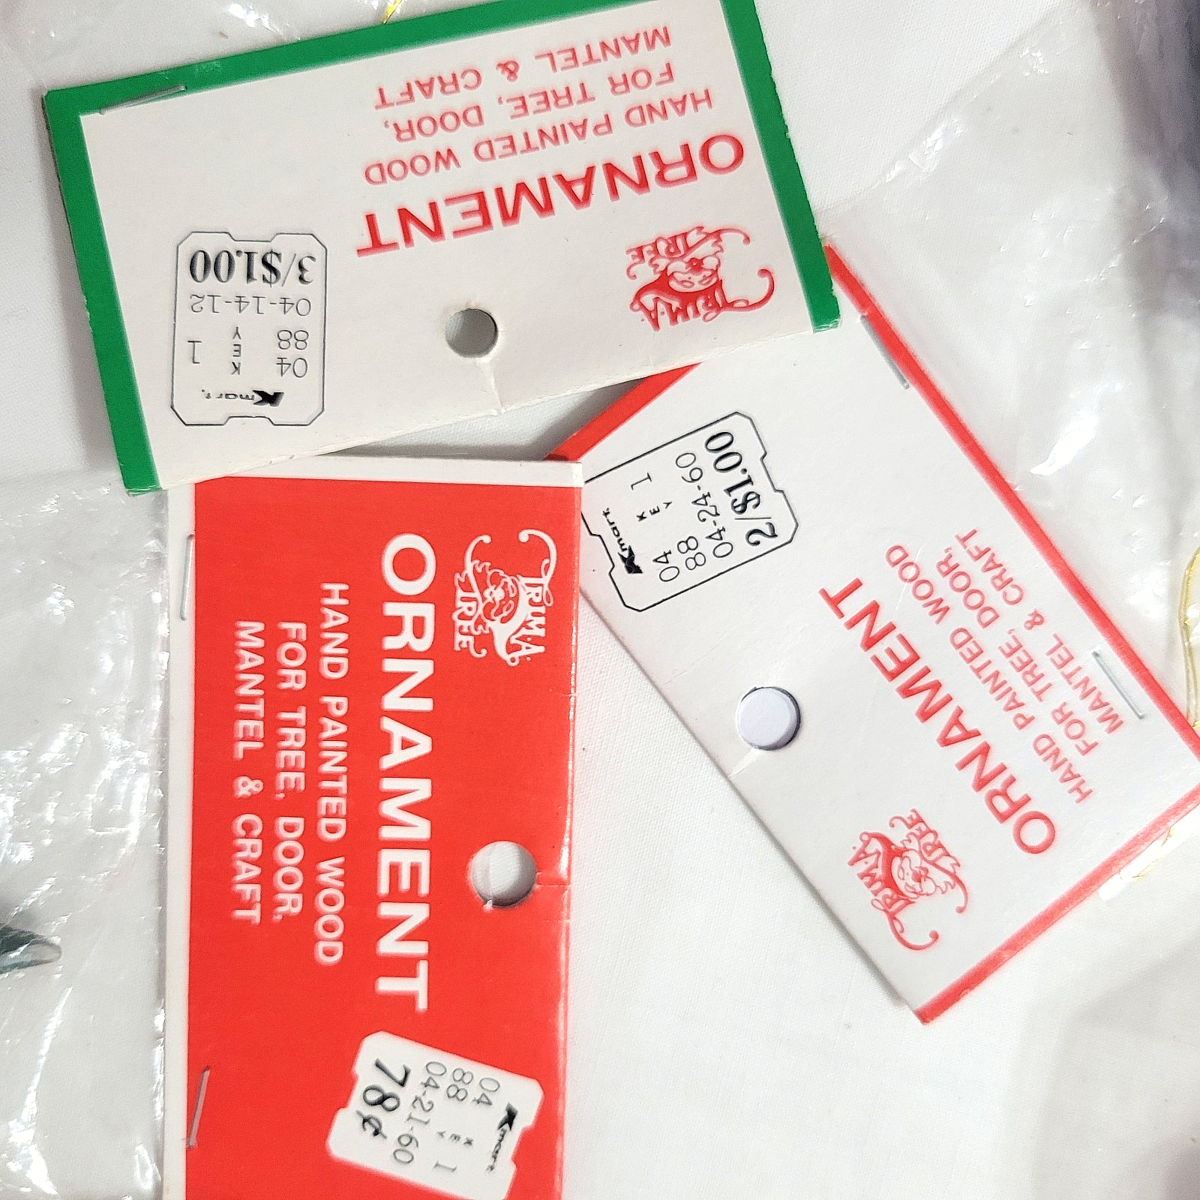 TRIM.A.
TREE
ORNAMENT
HAND PAINTED WOOD
FOR TREE, DOOR,
MANTEL & CRAFT
Kmart.
04 K 1
88 E
Y
04-14-12
3/$1.00
TRIM.A.
TREE
ORNAMENT
HAND PAINTED WOOD
FOR TREE, DOOR,
MANTEL & CRAFT
Kmart.
04 K 1
88 E
Y
04-24-60
2/$1.00
TRIM.A.
TREE
ORNAMENT
HAND PAINTED WOOD
FOR TREE, DOOR,
MANTEL & CRAFT
Kmart
04 K 1
88 E
Y
04-21-60
78¢